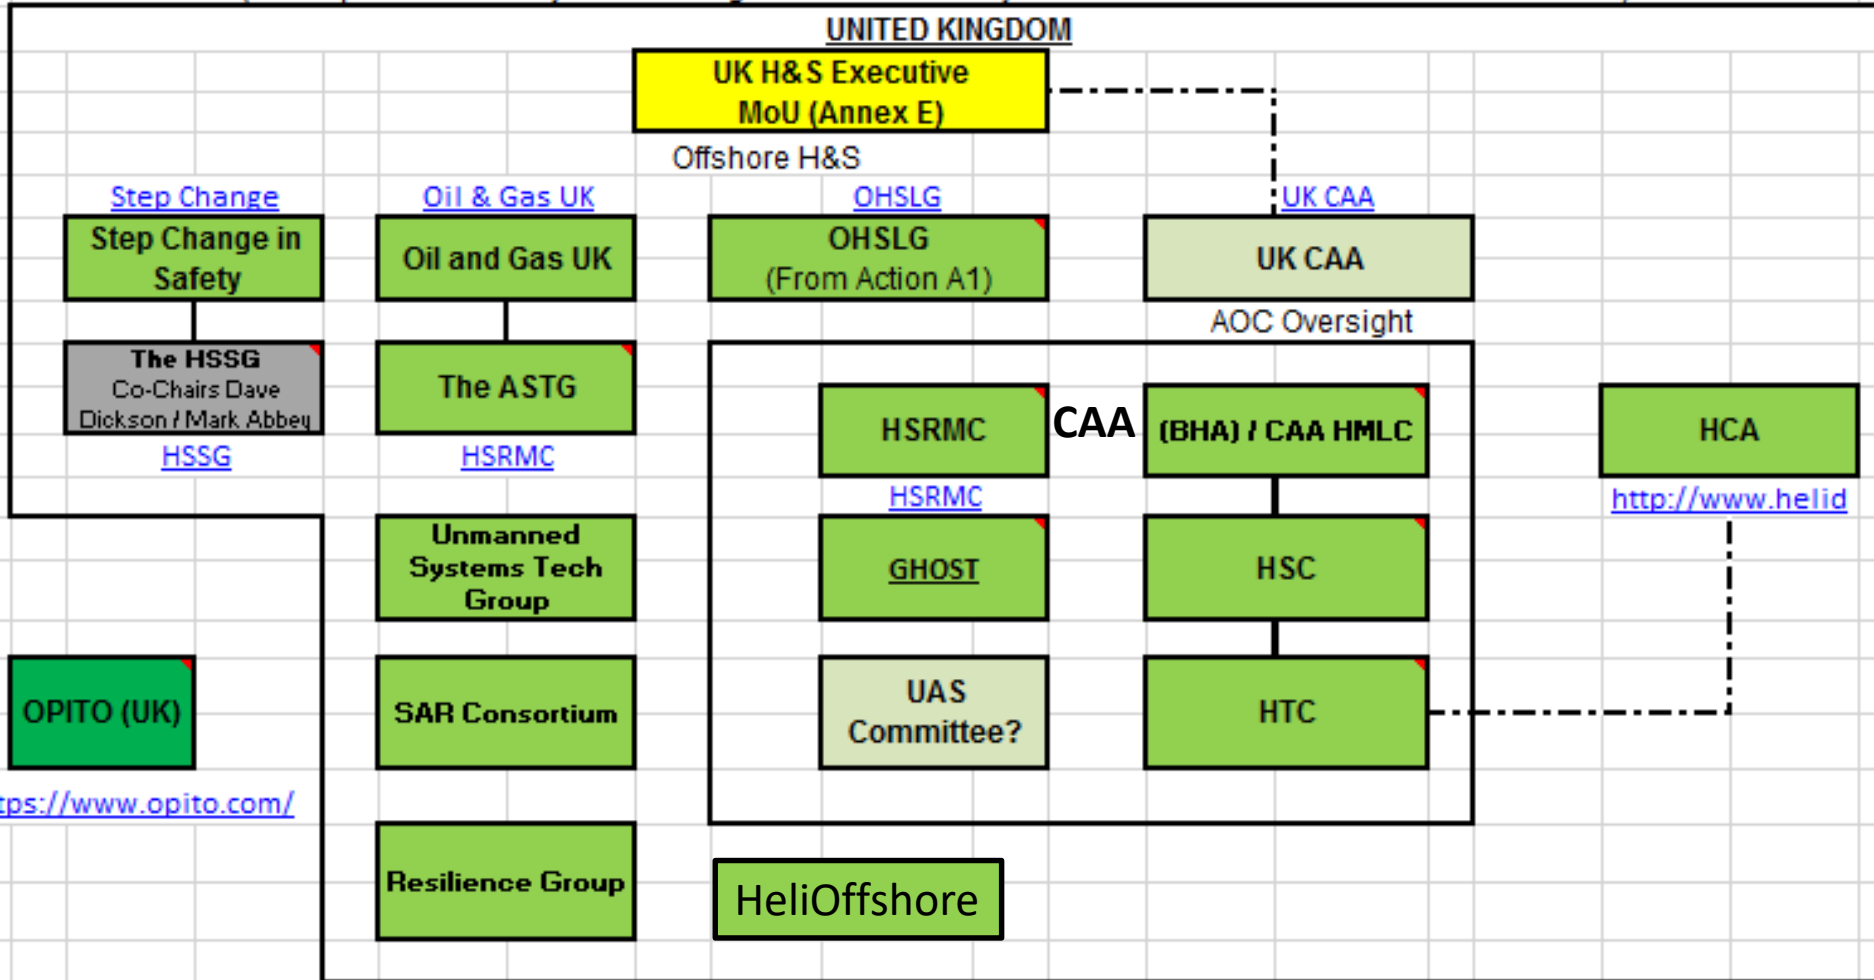 UNITED KINGDOM
UK H&S Executive
MoU (Annex E)
Offshore H&S
Step Change
Oil & Gas UK
OHSLG
UK CAA
Step Change in
Safety
Oil and Gas UK
OHSLG
(From Action A1)
UK CAA
AOC Oversight
The HSSG
Co-Chairs Dave
Dickson / Mark Abbey
The ASTG
HSRMC
CAA
(BHA) / CAA HMLC
HCA
HSSG
HSRMC
HSRMC
http://www.helid
Unmanned
Systems Tech
Group
GHOST
HSC
OPITO (UK)
SAR Consortium
UAS
Committee?
HTC
tps://www.opito.com/
Resilience Group
HeliOffshore